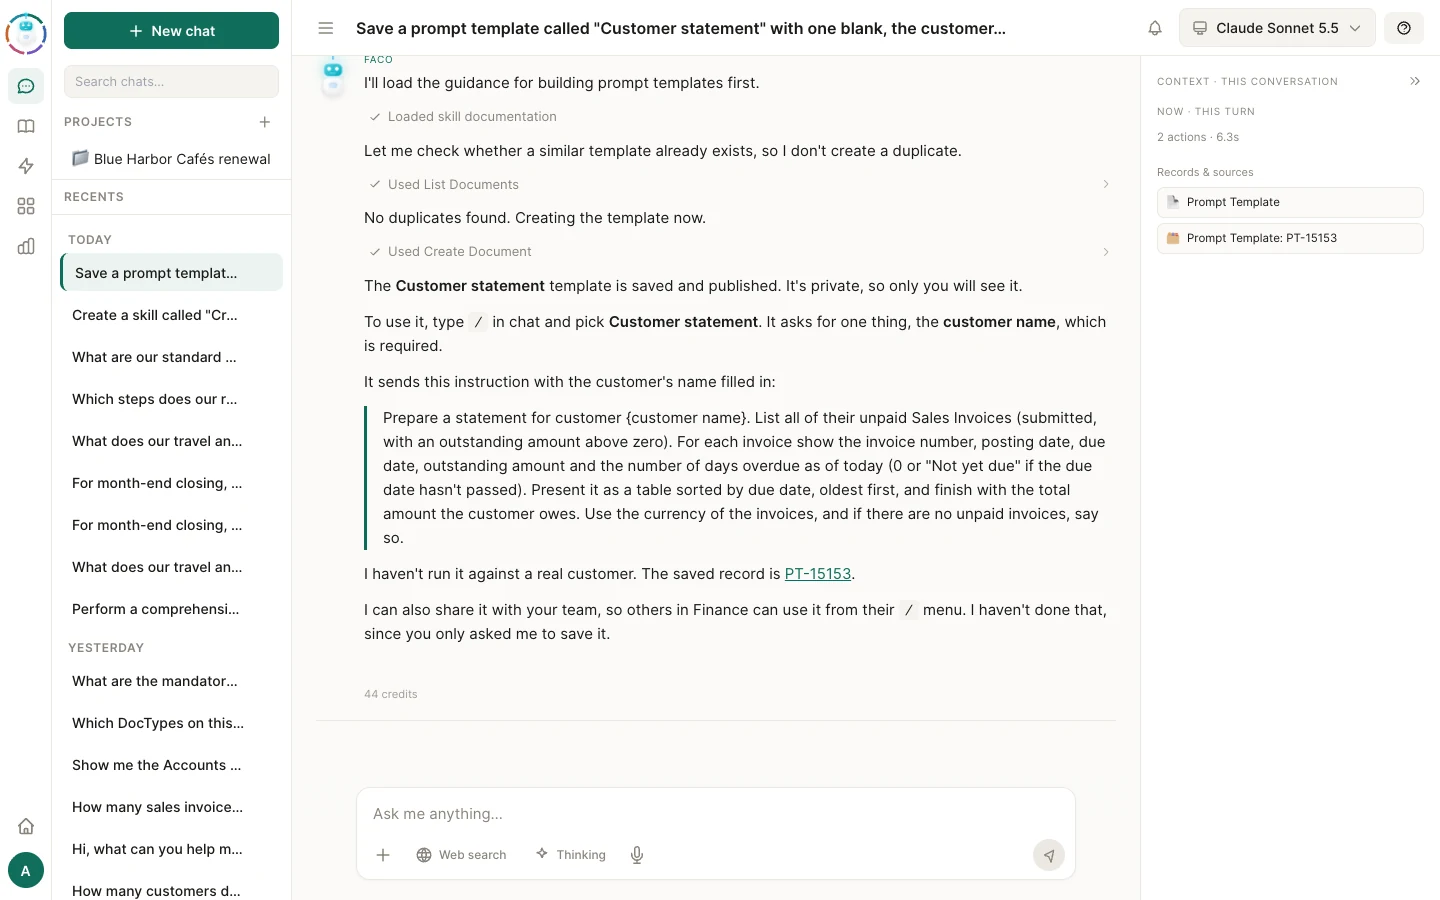 New chat
Search chats...
PROJECTS
Blue Harbor Cafés renewal
RECENTS
TODAY
Save a prompt templat...
Create a skill called "Cr...
What are our standard ...
Which steps does our r...
What does our travel an...
For month-end closing, ...
For month-end closing, ...
What does our travel an...
Perform a comprehensi...
YESTERDAY
What are the mandator...
Which DocTypes on this...
Show me the Accounts ...
How many sales invoice...
Hi, what can you help m...
How many customers d...
A
Save a prompt template called "Customer statement" with one blank, the customer...
Claude Sonnet 5.5
FACO
I'll load the guidance for building prompt templates first.
Loaded skill documentation
Let me check whether a similar template already exists, so I don't create a duplicate.
Used List Documents
No duplicates found. Creating the template now.
Used Create Document
The Customer statement template is saved and published. It's private, so only you will see it.
To use it, type / in chat and pick Customer statement. It asks for one thing, the customer name, which
is required.
It sends this instruction with the customer's name filled in:
Prepare a statement for customer {customer name}. List all of their unpaid Sales Invoices (submitted,
with an outstanding amount above zero). For each invoice show the invoice number, posting date, due
date, outstanding amount and the number of days overdue as of today (0 or "Not yet due" if the due
date hasn't passed). Present it as a table sorted by due date, oldest first, and finish with the total
amount the customer owes. Use the currency of the invoices, and if there are no unpaid invoices, say
so.
I haven't run it against a real customer. The saved record is PT-15153.
I can also share it with your team, so others in Finance can use it from their / menu. I haven't done that,
since you only asked me to save it.
44 credits
Ask me anything...
Web search
Thinking
CONTEXT · THIS CONVERSATION
NOW · THIS TURN
2 actions · 6.3s
Records & sources
Prompt Template
Prompt Template: PT-15153